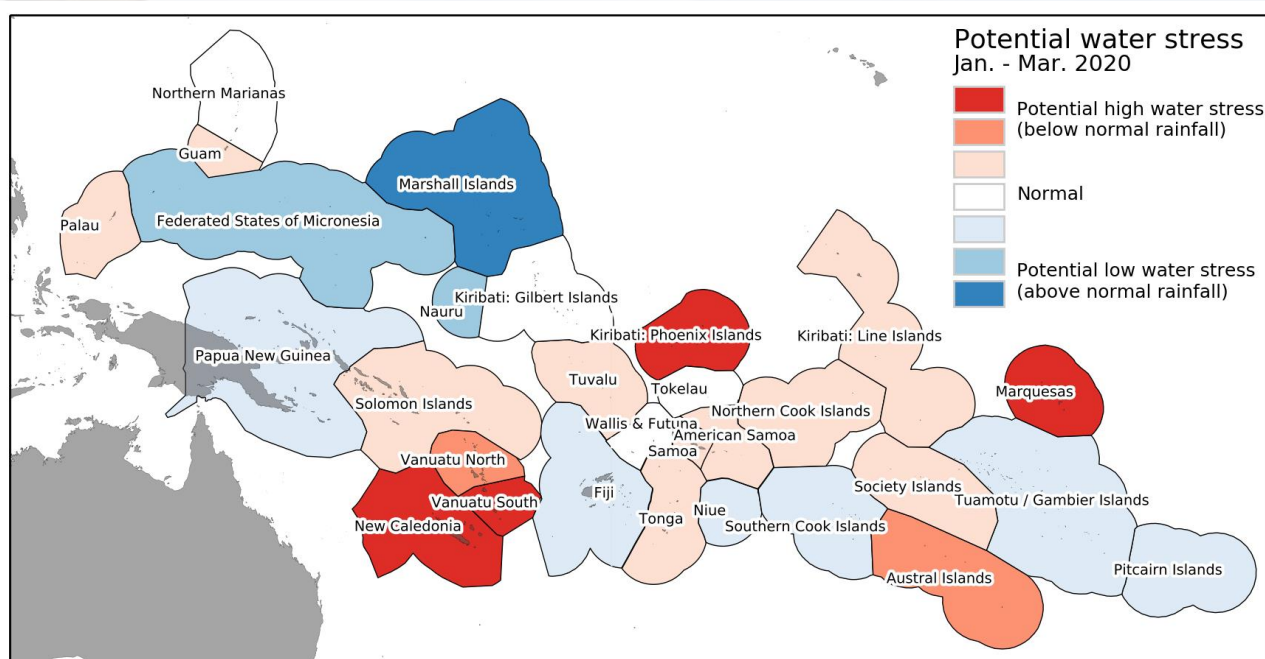 Potential water stress
Jan. - Mar. 2020
Potential high water stress
(below normal rainfall)
Normal
Potential low water stress
(above normal rainfall)
Northern Marianas
Guam
Marshall Islands
Palau
Federated States of Micronesia
Kiribati: Gilbert Islands
Nauru
Kiribati: Phoenix Islands
Kiribati: Line Islands
Papua New Guinea
Tuvalu
Tokelau
Marquesas
Solomon Islands
Northern Cook Islands
Wallis & Futuna
American Samoa
Samoa
Vanuatu North
Society Islands
Fiji
Vanuatu South
Tuamotu / Gambier Islands
Niue
Tonga
New Caledonia
Southern Cook Islands
Pitcairn Islands
Austral Islands